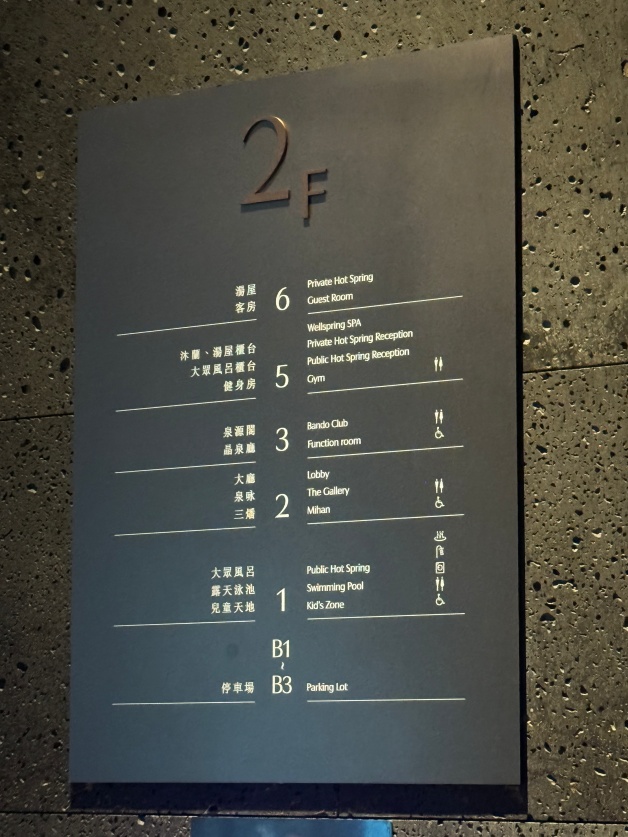 2F
湯屋
客房
6
Private Hot Spring
Guest Room
沐蘭、湯屋櫃台
大眾風呂櫃台
健身房
5
Wellspring SPA
Private Hot Spring Reception
Public Hot Spring Reception
Gym
泉源閣
晶泉廳
3
Bando Club
Function room
大廳
泉咏
三燔
2
Lobby
The Gallery
Mihan
大眾風呂
露天泳池
兒童天地
1
Public Hot Spring
Swimming Pool
Kid's Zone
B1
~
B3
停車場
Parking Lot